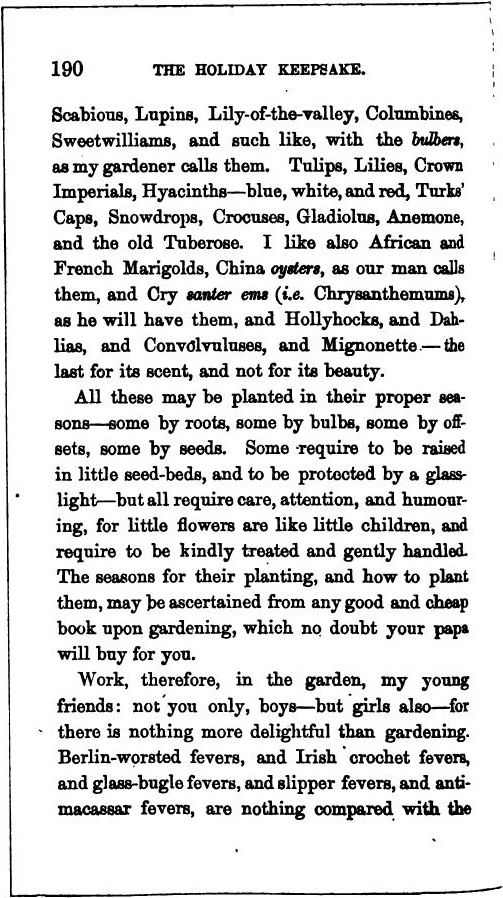 190 THE HOLIDAY KEEPSAKE.
Scabious, Lupins, Lily-of-the-valley, Columbines,
Sweetwilliams, and such like, with the bulbers,
as my gardener calls them. Tulips, Lilies, Crown
Imperials, Hyacinths—blue, white, and red, Turks'
Caps, Snowdrops, Crocuses, Gladiolus, Anemone,
and the old Tuberose. I like also African and
French Marigolds, China oysters, as our man calls
them, and Cry santer ems (i.e. Chrysanthemums),
as he will have them, and Hollyhocks, and Dah-
lias, and Convolvuluses, and Mignonette—the
last for its scent, and not for its beauty.
All these may be planted in their proper sea-
sons—some by roots, some by bulbs, some by off-
sets, some by seeds. Some require to be raised
in little seed-beds, and to be protected by a glass-
light—but all require care, attention, and humour-
ing, for little flowers are like little children, and
require to be kindly treated and gently handled.
The seasons for their planting, and how to plant
them, may be ascertained from any good and cheap
book upon gardening, which no doubt your papa
will buy for you.
Work, therefore, in the garden, my young
friends: not you only, boys—but girls also—for
there is nothing more delightful than gardening.
Berlin-worsted fevers, and Irish crochet fevers,
and glass-bugle fevers, and slipper fevers, and anti-
macassar fevers, are nothing compared with the